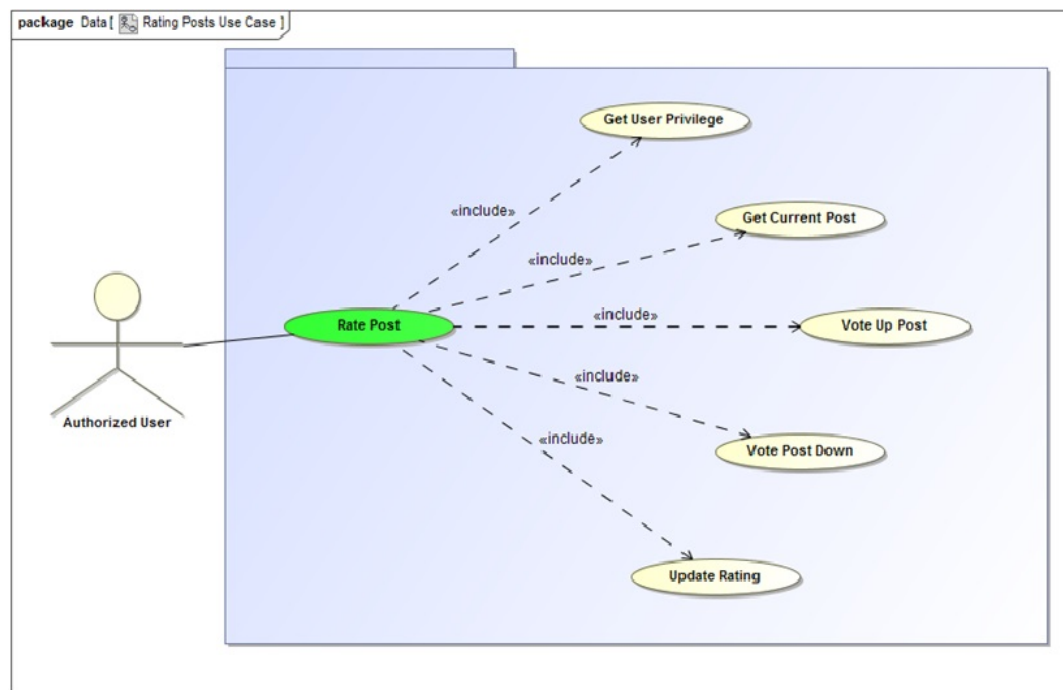 package Data [ Rating Posts Use Case ]
Get User Privilege
«include»
Get Current Post
«include»
Rate Post
«include»
Vote Up Post
«include»
Authorized User
«include»
Vote Post Down
Update Rating